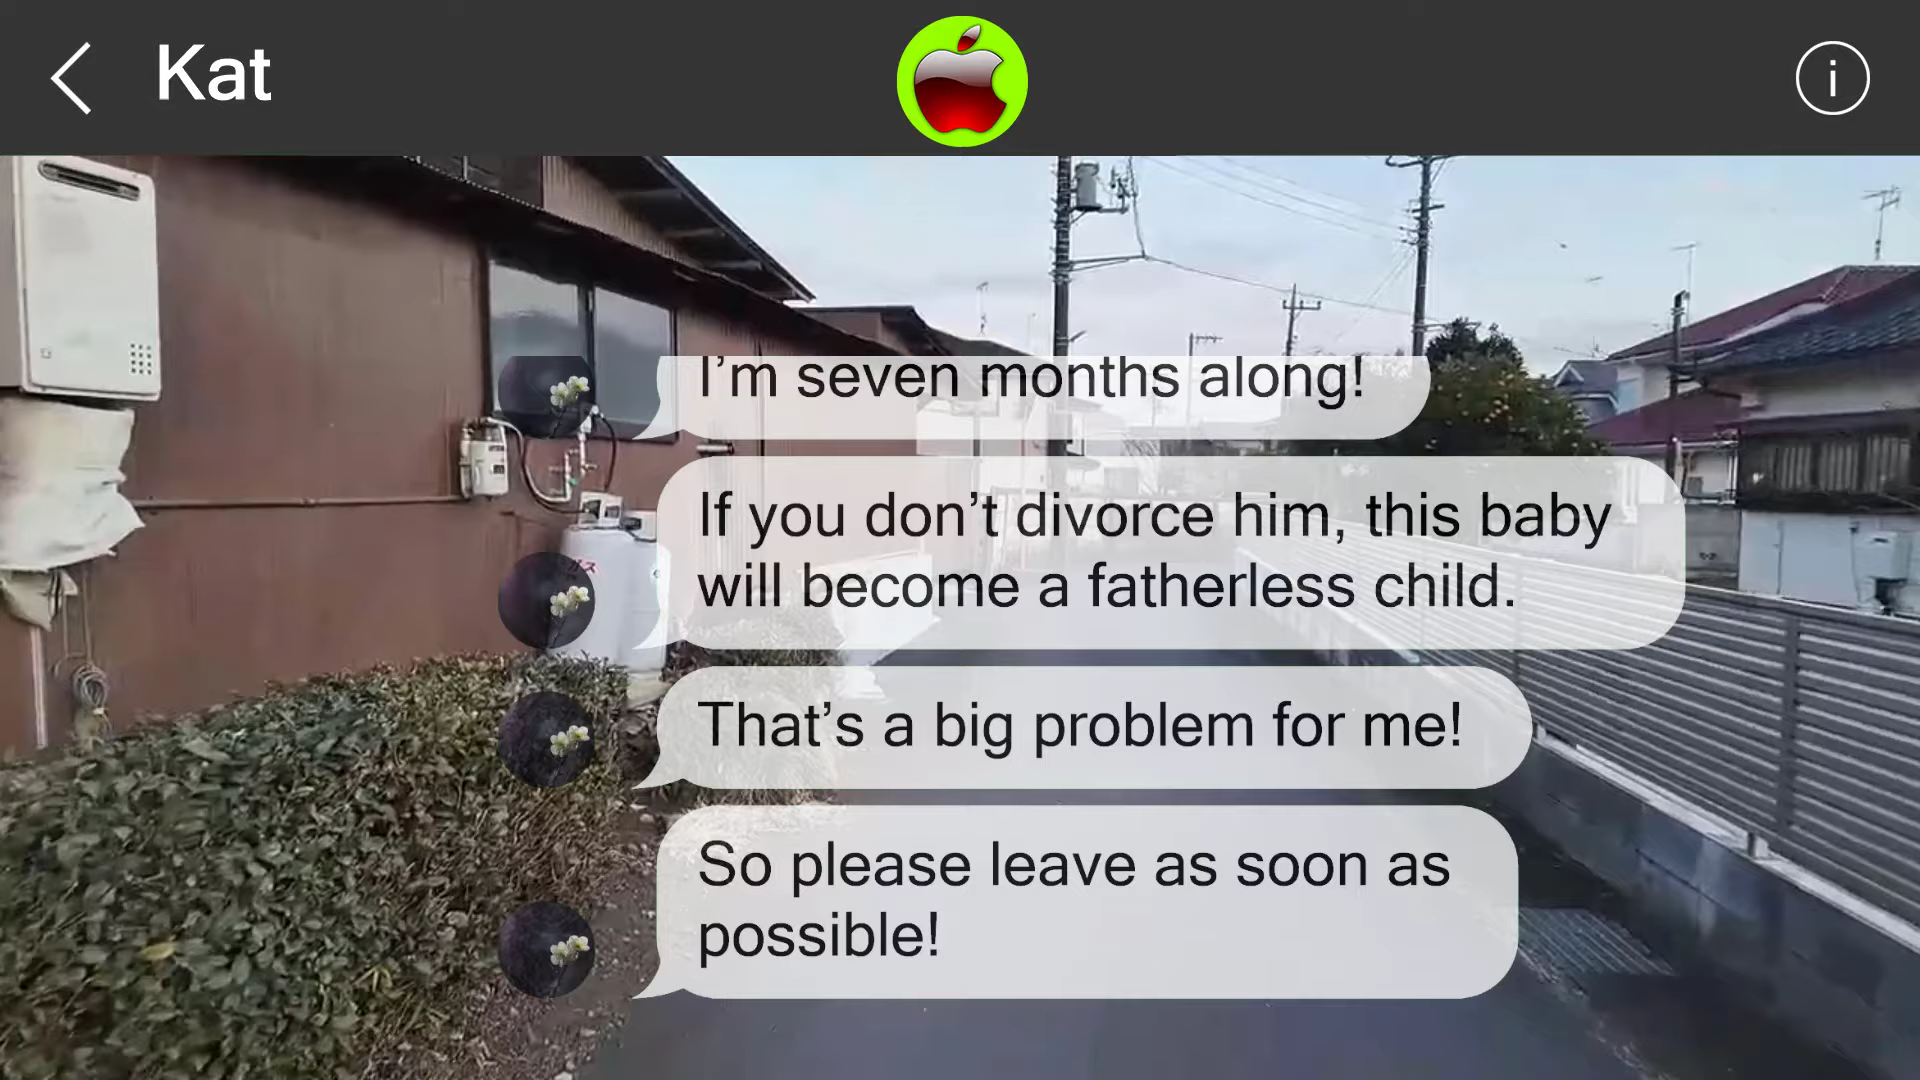 Kat
i
I’m seven months along!
If you don’t divorce him, this baby
will become a fatherless child.
That’s a big problem for me!
So please leave as soon as
possible!